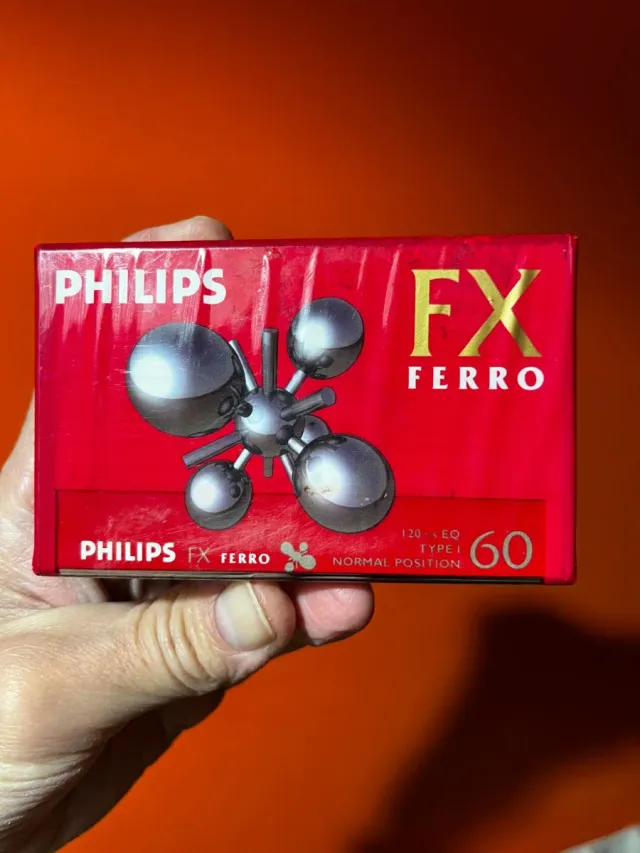 PHILIPS
FX
FERRO
PHILIPS FX FERRO
120 EQ
TYPE I
NORMAL POSITION
60